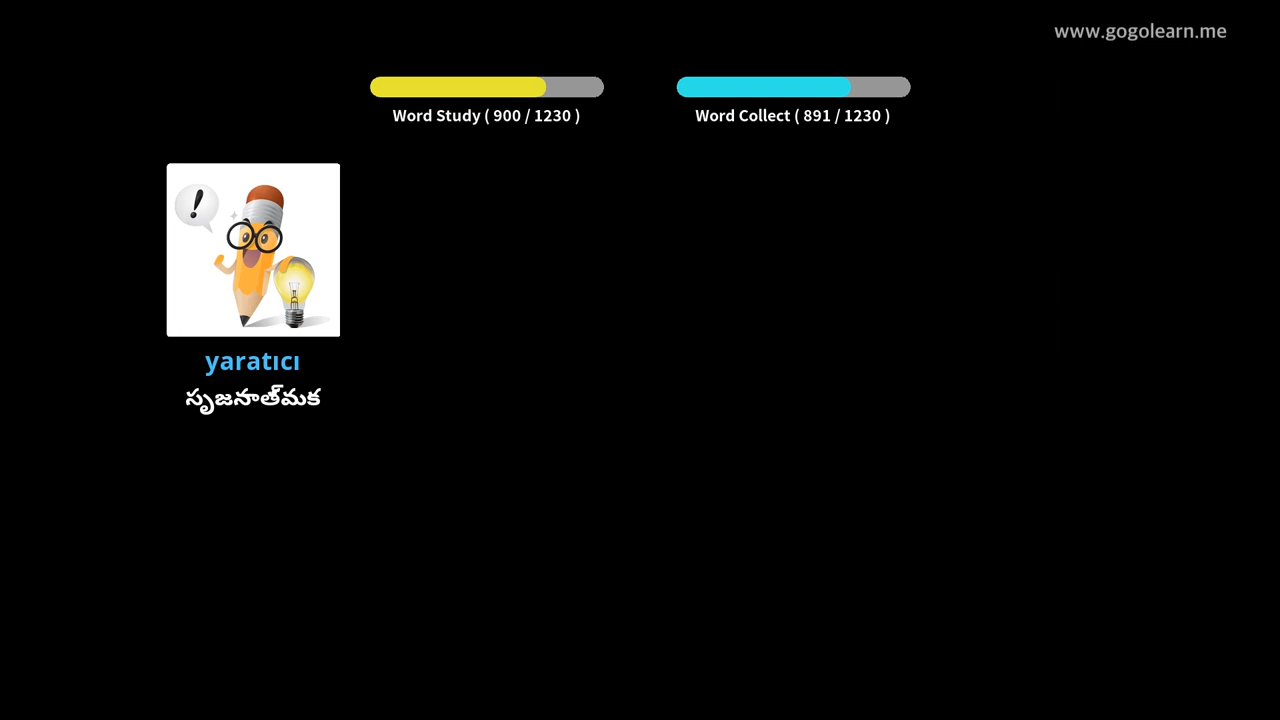 www.gogolearn.me
Word Study ( 900 / 1230 )
Word Collect ( 891 / 1230 )
!
yaratıcı
సృజనాత్మక